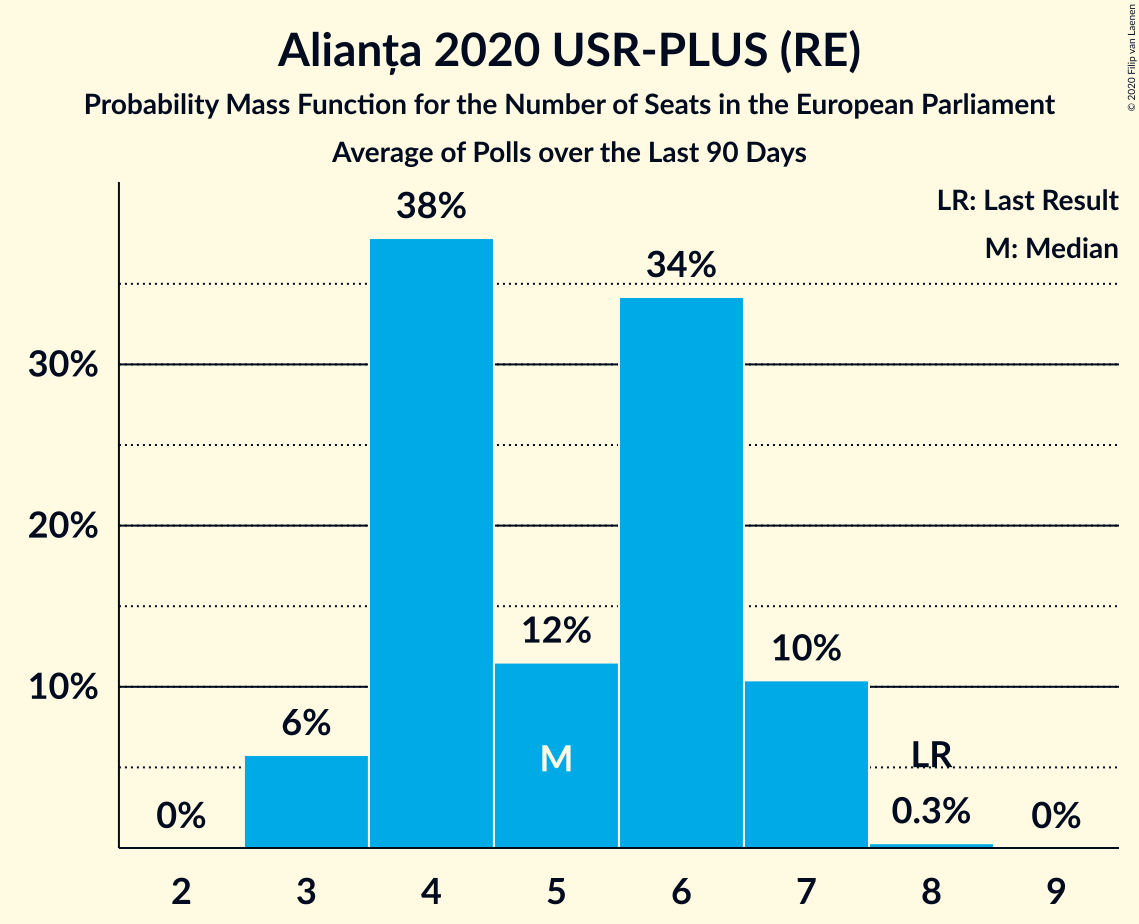 Alianța 2020 USR-PLUS (RE)
Probability Mass Function for the Number of Seats in the European Parliament
Average of Polls over the Last 90 Days
© 2020 Filip van Laenen
LR: Last Result
M: Median
38%
34%
30%
20%
12%
10%
10%
6%
M
LR
0%
0.3%
0%
2 3 4 5 6 7 8 9